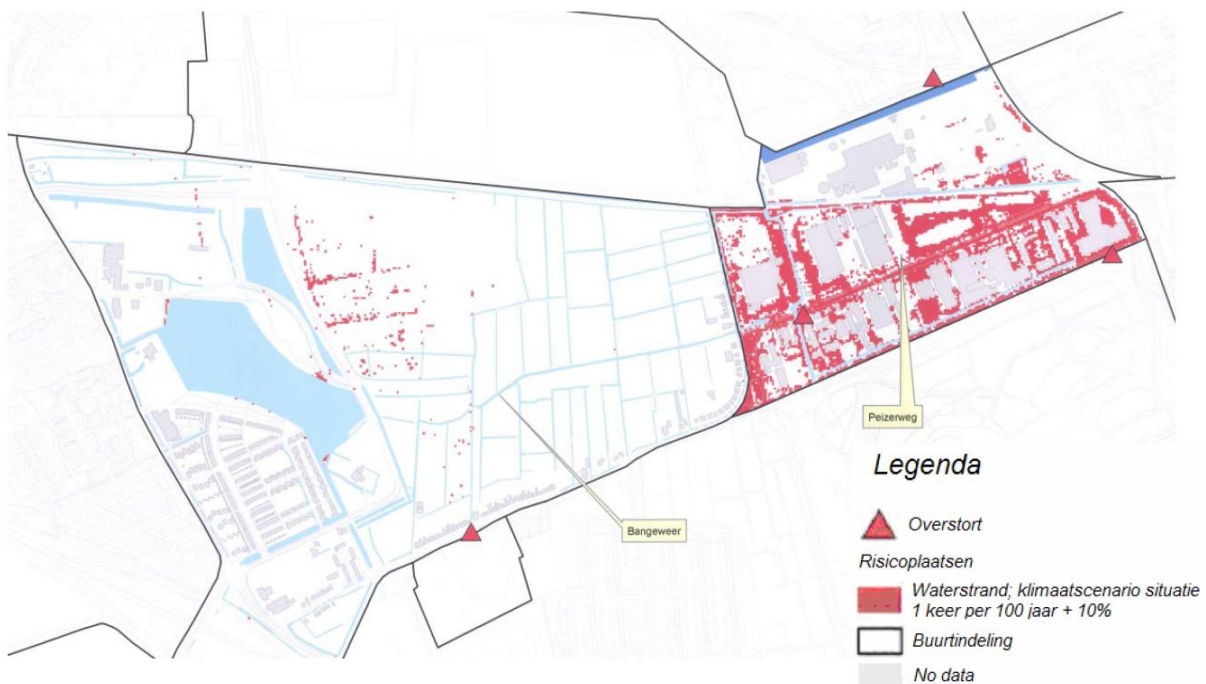 Peizerweg
Bangeweer
Legenda
Overstort
Risicoplaatsen
Waterstrand; klimaatscenario situatie
1 keer per 100 jaar + 10%
Buurtindeling
No data